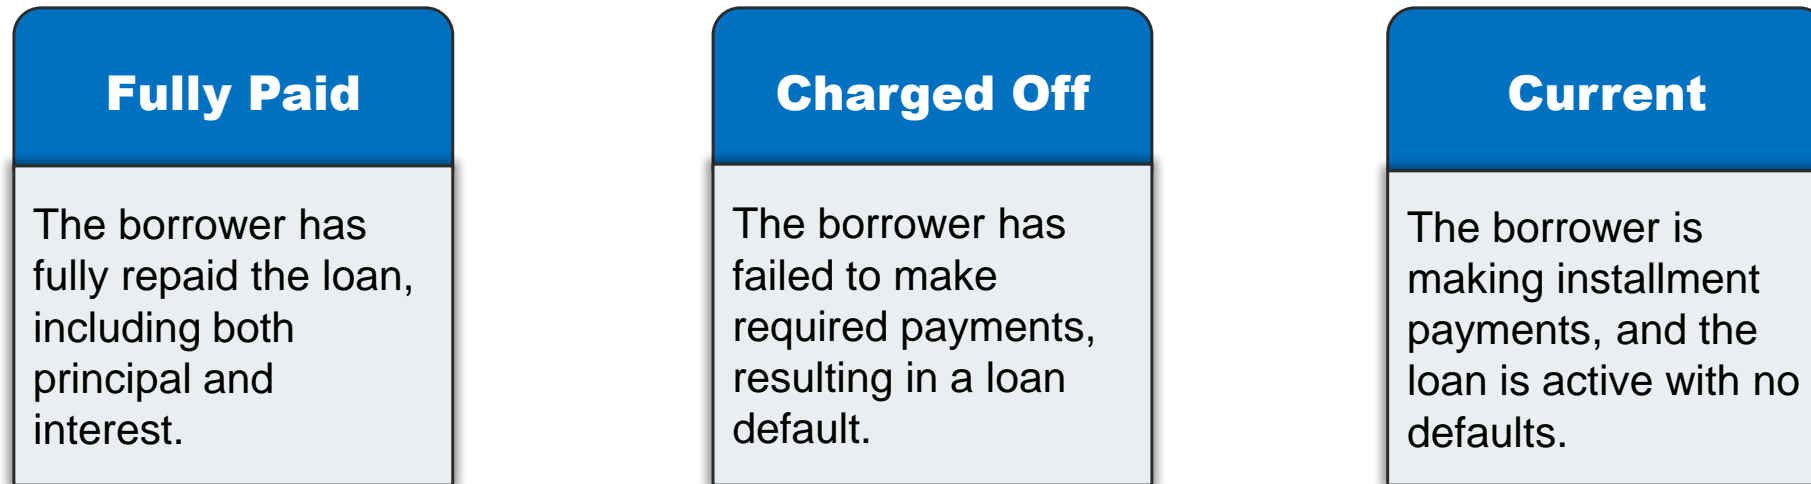 Fully Paid
The borrower has
fully repaid the loan,
including both
principal and
interest.
Charged Off
The borrower has
failed to make
required payments,
resulting in a loan
default.
Current
The borrower is
making installment
payments, and the
loan is active with no
defaults.